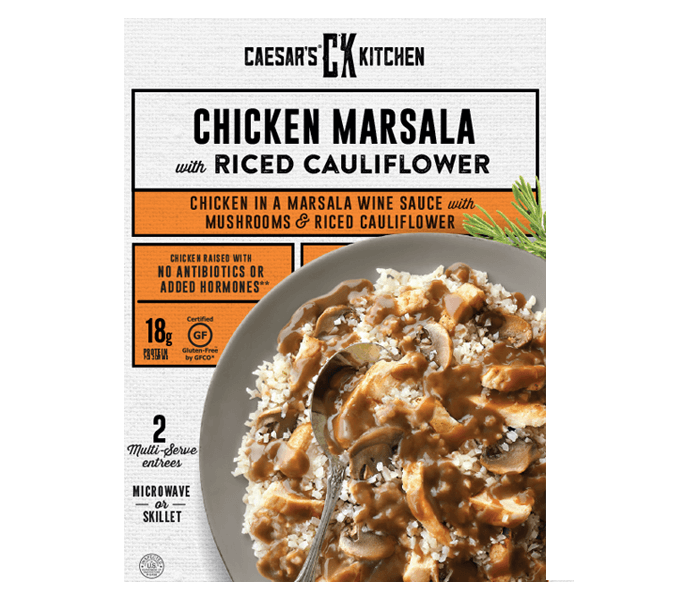 CAESAR'S® CK KITCHEN
CHICKEN MARSALA
with RICED CAULIFLOWER
CHICKEN IN A MARSALA WINE SAUCE with
MUSHROOMS & RICED CAULIFLOWER
CHICKEN RAISED WITH
NO ANTIBIOTICS OR
ADDED HORMONES**
18g
PROTEIN
Certified
GF
Gluten-Free
by GFCO®
2
Multi-Serve
entrees
MICROWAVE
or
SKILLET
U.S.